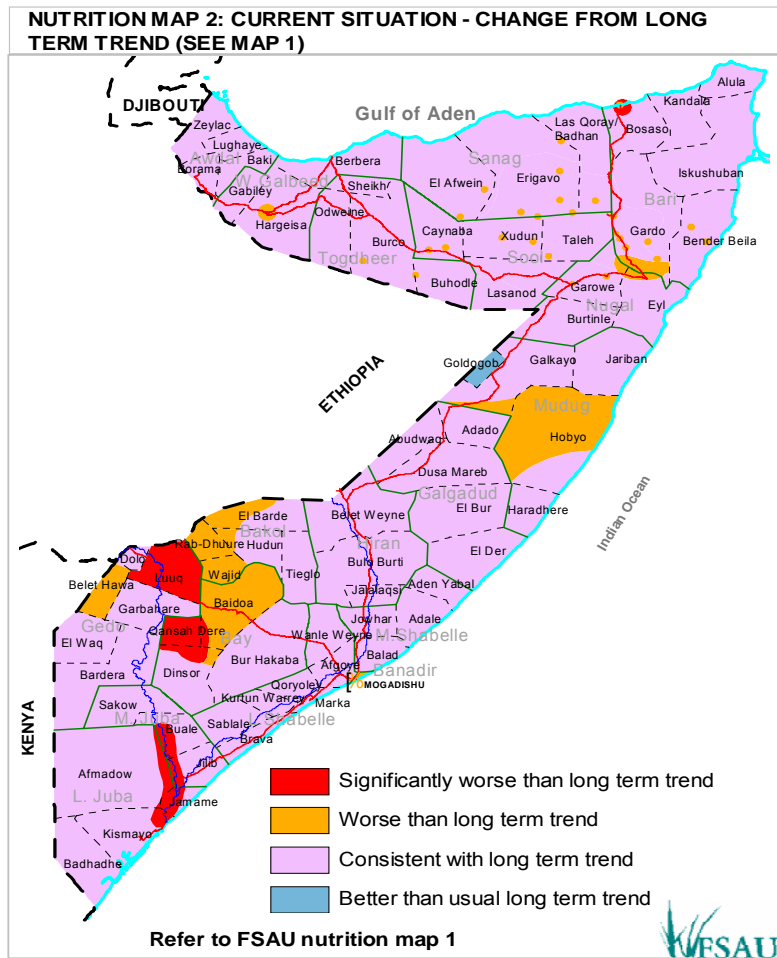 NUTRITION MAP 2: CURRENT SITUATION - CHANGE FROM LONG
TERM TREND (SEE MAP 1)
DJIBOUTI
Gulf of Aden
Alula
Kandala
Zeylac
Las Qoray/
Badhan
Bosaso
Lughaye
Awdal
Baki
Borama
Berbera
Sanag
W. Galbeed
Gabiley
Sheikh
El Afwein
Erigavo
Iskushuban
Bari
Hargeisa
Odweine
Burco
Caynaba
Xudun
Taleh
Gardo
Bender Beila
Togdheer
Sool
Buhodle
Lasanod
Garowe
Nugal
Eyl
Burtinle
ETHIOPIA
Goldogob
Galkayo
Jariban
Mudug
Abudwaq
Adado
Hobyo
Dusa Mareb
Galgadud
Indian Ocean
El Barde
Bakol
Belet Weyne
El Bur
Haradhere
Rab-Dhuure
Hudun
Hiran
Dolo
Luuq
Wajid
Tieglo
Bulo Burti
El Der
Belet Hawa
Baidoa
Jalalaqsi
Aden Yabal
Garbahare
Gedo
Qansah Dere
Bay
Wanle Weyne
Jowhar
Adale
M.Shabelle
El Waq
Bur Hakaba
Balad
Bardera
Dinsor
Afgoye
Banadir
MOGADISHU
Qoryoley
KENYA
Sakow
M. Juba
Kurtun Warrey
Marka
L. Shabelle
Buale
Sablale
Brava
Afmadow
Jilib
L. Juba
Jamame
Kismayo
Badhadhe
Significantly worse than long term trend
Worse than long term trend
Consistent with long term trend
Better than usual long term trend
Refer to FSAU nutrition map 1
FSAU